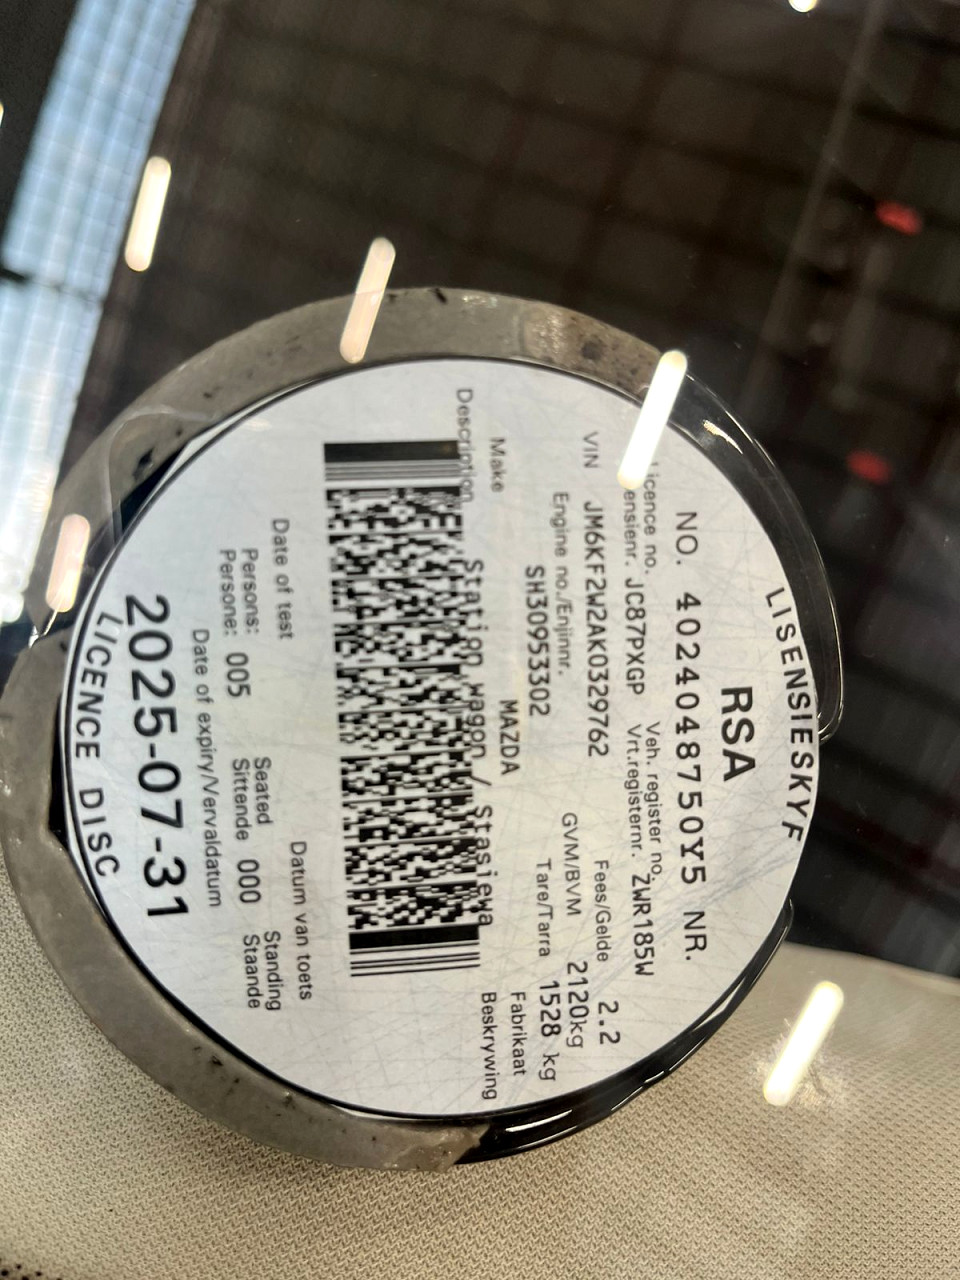 LISENSIESKYF
RSA
NO. 4024048750Y5 NR.
Licence no. Veh. register no. Fees/Gelde 2.2
ensienr. JC87PXGP Vrt.registernr. ZWR185W
VIN JM6KF2W2AK0329762 GVM/BVM 2120kg
Engine no./Enjinnr. SH30953302 Tare/Tarra 1528 kg
Make MAZDA Fabrikaat
Description Station wagon / Stasiewa Beskrywing
Date of test Datum van toets
Persons: Seated Standing
Persone: 005 Sittende 000 Staande
Date of expiry/Vervaldatum
2025-07-31
LICENCE DISC